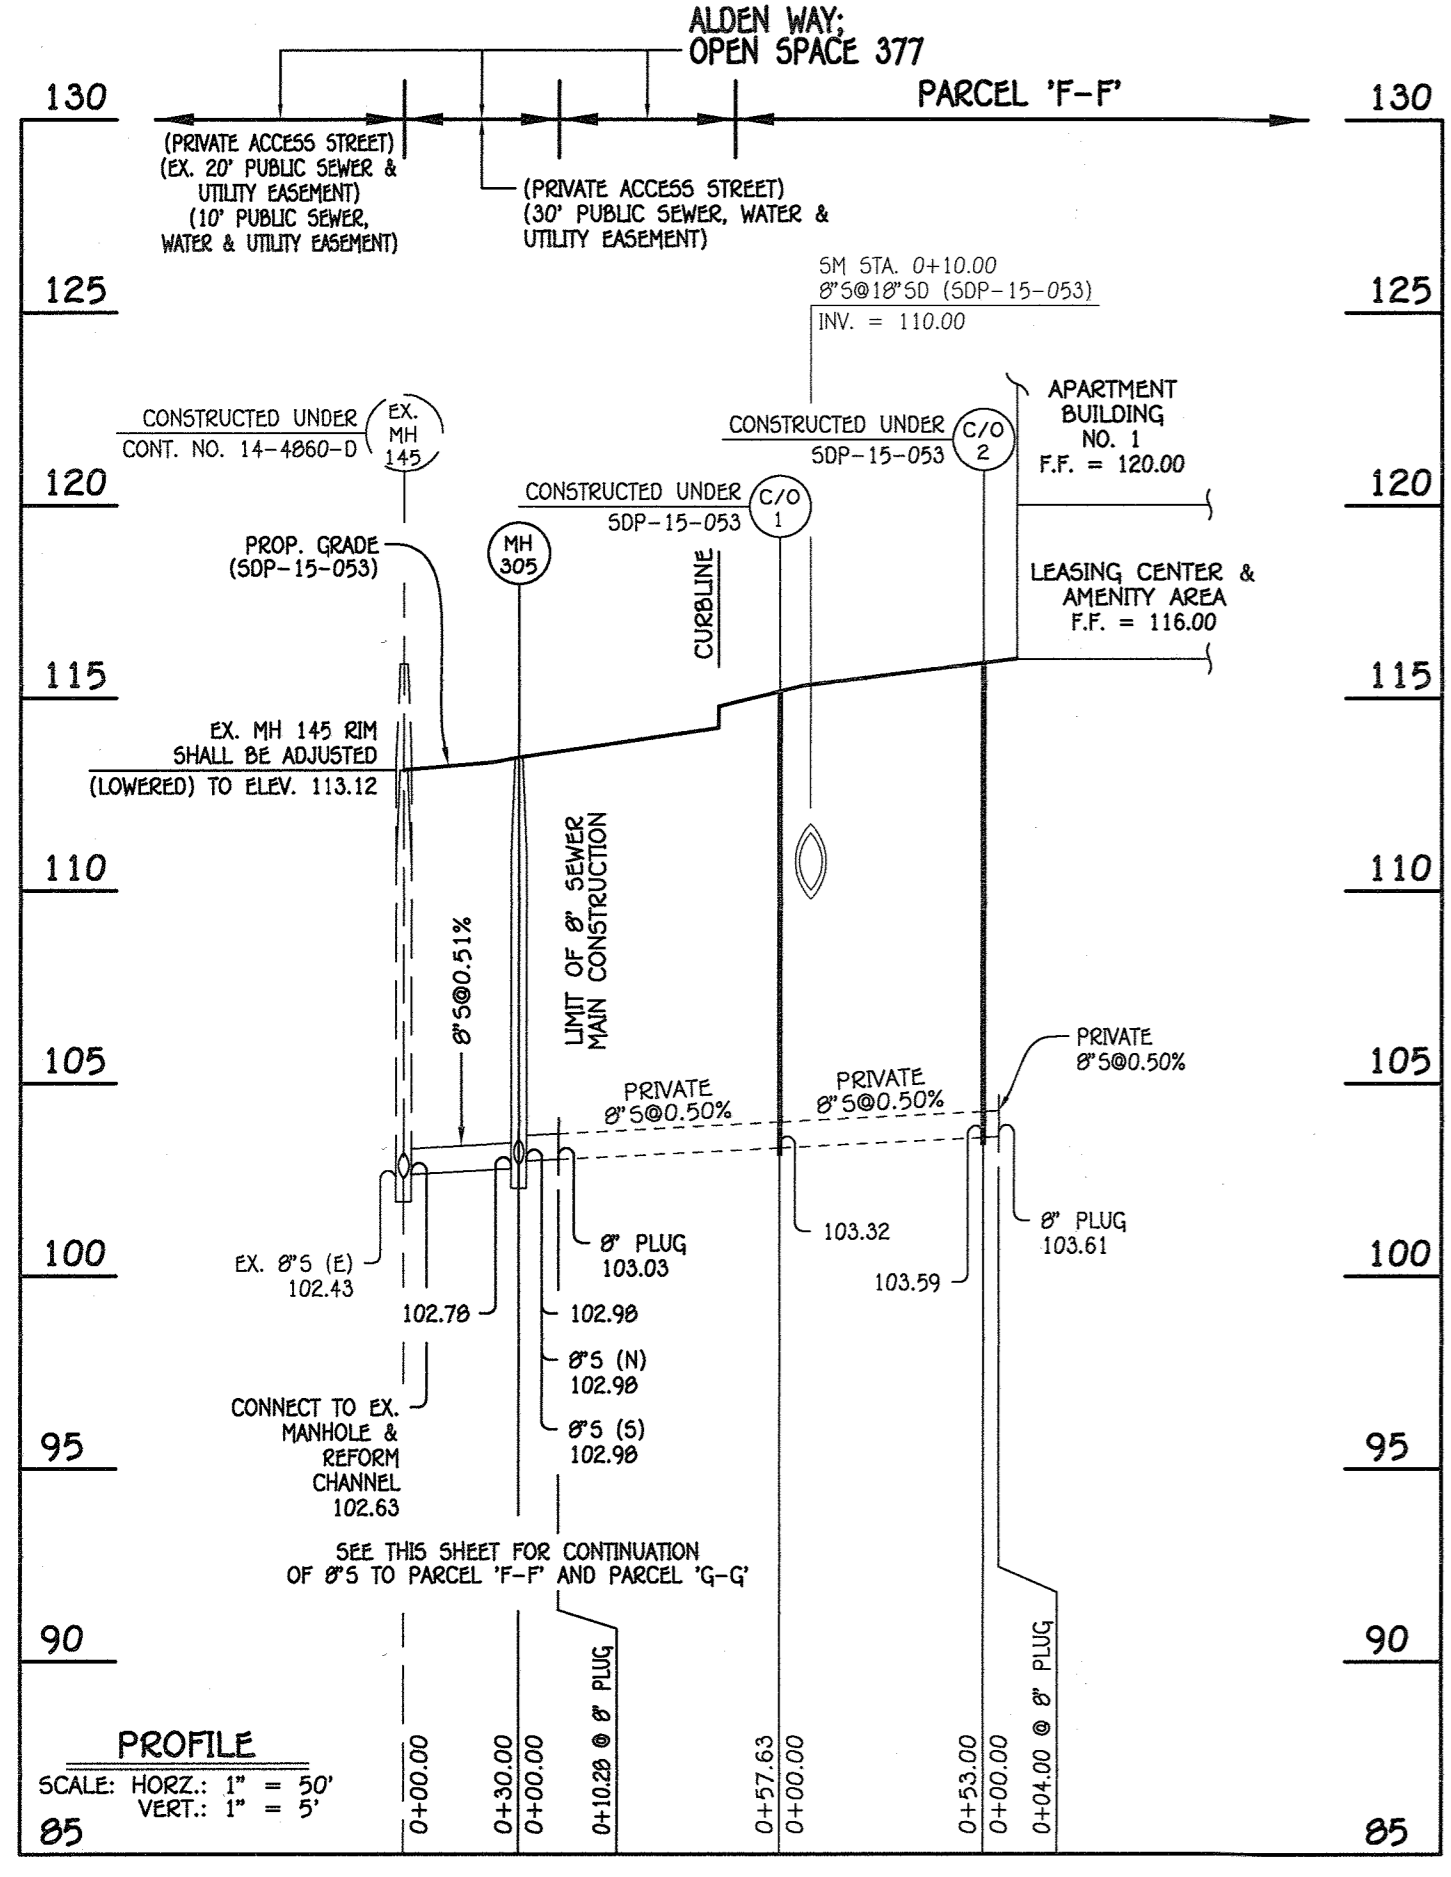 ALDEN WAY;
OPEN SPACE 377
PARCEL 'F-F'
130
130
(PRIVATE ACCESS STREET)
(EX. 20' PUBLIC SEWER &
UTILITY EASEMENT)
(10' PUBLIC SEWER,
WATER & UTILITY EASEMENT)
(PRIVATE ACCESS STREET)
(30' PUBLIC SEWER, WATER &
UTILITY EASEMENT)
SM STA. 0+10.00
8"S@18"SD (SDP-15-053)
INV. = 110.00
125
125
CONSTRUCTED UNDER
CONT. NO. 14-4860-D
EX.
MH
145
CONSTRUCTED UNDER
SDP-15-053
C/O
2
APARTMENT
BUILDING
NO. 1
F.F. = 120.00
120
120
CONSTRUCTED UNDER
SDP-15-053
C/O
1
PROP. GRADE
(SDP-15-053)
MH
305
CURBLINE
LEASING CENTER &
AMENITY AREA
F.F. = 116.00
115
115
EX. MH 145 RIM
SHALL BE ADJUSTED
(LOWERED) TO ELEV. 113.12
110
110
8"S@0.51%
LIMIT OF 8" SEWER
MAIN CONSTRUCTION
105
105
PRIVATE
8"S@0.50%
PRIVATE
8"S@0.50%
PRIVATE
8"S@0.50%
100
100
EX. 8"S (E)
102.43
102.78
8" PLUG
103.03
102.98
8"S (N)
102.98
8"S (S)
102.98
103.32
103.59
8" PLUG
103.61
CONNECT TO EX.
MANHOLE &
REFORM
CHANNEL
102.63
95
95
SEE THIS SHEET FOR CONTINUATION
OF 8"S TO PARCEL 'F-F' AND PARCEL 'G-G'
90
90
PROFILE
SCALE: HORZ.: 1" = 50'
VERT.: 1" = 5'
0+00.00
0+30.00
0+00.00
0+10.28 @ 8" PLUG
0+57.63
0+00.00
0+53.00
0+00.00
0+04.00 @ 8" PLUG
85
85